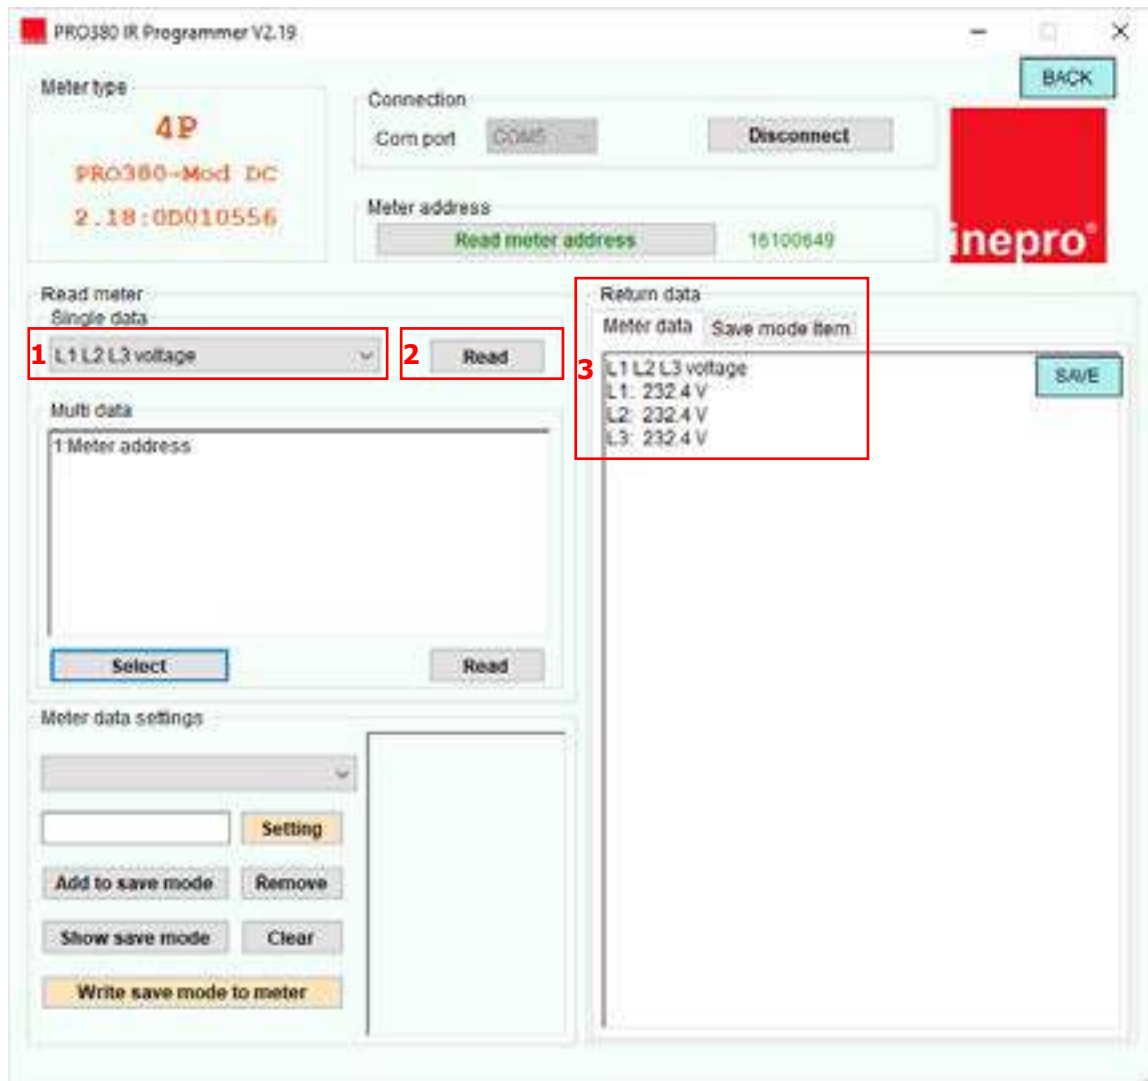 PRO380 IR Programmer V2.19
BACK
Meter type
4P
PRO380-Mod DC
2.18:0D010556
Connection
Com port COM5
Disconnect
Meter address
Read meter address 16100649
inepro®
Read meter
Single data
1 L1 L2 L3 voltage
2 Read
Multi data
1 Meter address
Select Read
Return data
Meter data Save mode item
3
L1 L2 L3 voltage
L1: 232.4 V
L2: 232.4 V
L3: 232.4 V
SAVE
Meter data settings
Setting
Add to save mode Remove
Show save mode Clear
Write save mode to meter